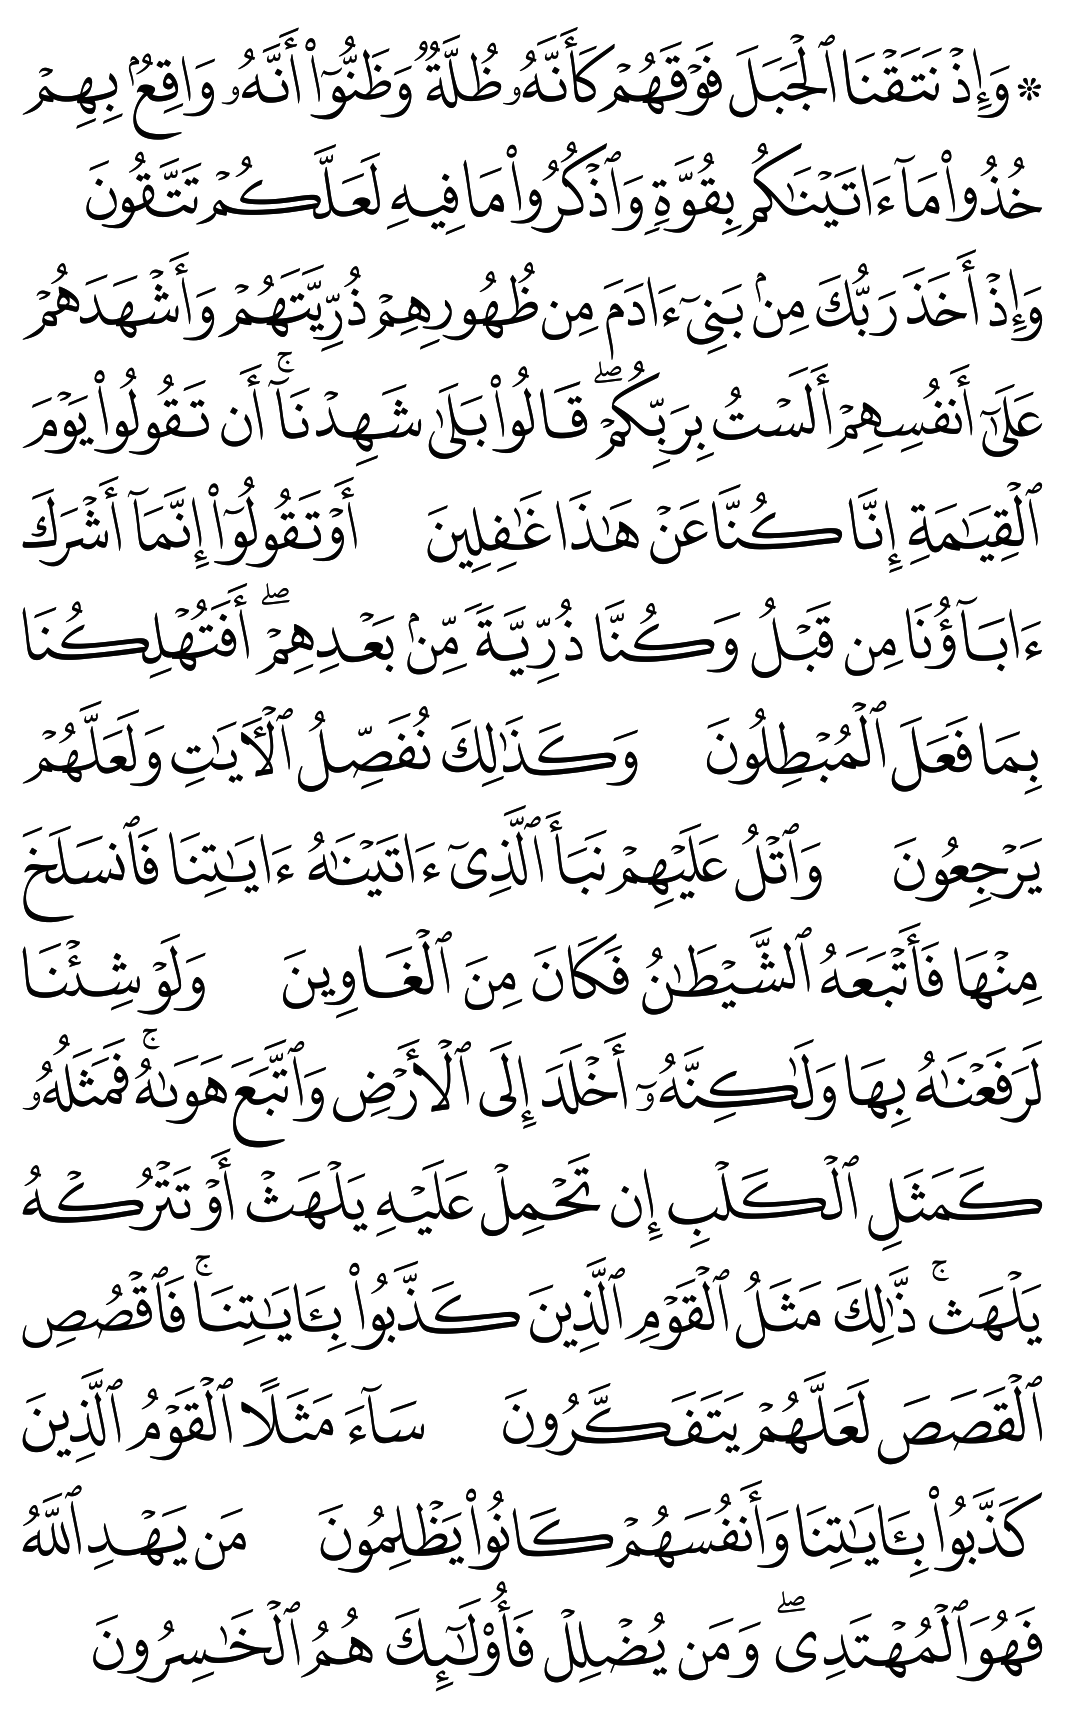 ۞ وَإِذْ نَتَقْنَا ٱلْجَبَلَ فَوْقَهُمْ كَأَنَّهُۥ ظُلَّةٌۭ وَظَنُّوٓا۟ أَنَّهُۥ وَاقِعٌۢ بِهِمْ
خُذُوا۟ مَآ ءَاتَيْنَـٰكُم بِقُوَّةٍۢ وَٱذْكُرُوا۟ مَا فِيهِ لَعَلَّكُمْ تَتَّقُونَ
وَإِذْ أَخَذَ رَبُّكَ مِنۢ بَنِىٓ ءَادَمَ مِن ظُهُورِهِمْ ذُرِّيَّتَهُمْ وَأَشْهَدَهُمْ
عَلَىٰٓ أَنفُسِهِمْ أَلَسْتُ بِرَبِّكُمْ ۖ قَالُوا۟ بَلَىٰ شَهِدْنَآ ۚ أَن تَقُولُوا۟ يَوْمَ
ٱلْقِيَـٰمَةِ إِنَّا كُنَّا عَنْ هَـٰذَا غَـٰفِلِينَ أَوْ تَقُولُوٓا۟ إِنَّمَآ أَشْرَكَ
ءَابَآؤُنَا مِن قَبْلُ وَكُنَّا ذُرِّيَّةًۭ مِّنۢ بَعْدِهِمْ ۖ أَفَتُهْلِكُنَا
بِمَا فَعَلَ ٱلْمُبْطِلُونَ وَكَذَٰلِكَ نُفَصِّلُ ٱلْـَٔايَـٰتِ وَلَعَلَّهُمْ
يَرْجِعُونَ وَٱتْلُ عَلَيْهِمْ نَبَأَ ٱلَّذِىٓ ءَاتَيْنَـٰهُ ءَايَـٰتِنَا فَٱنسَلَخَ
مِنْهَا فَأَتْبَعَهُ ٱلشَّيْطَـٰنُ فَكَانَ مِنَ ٱلْغَاوِينَ وَلَوْ شِئْنَا
لَرَفَعْنَـٰهُ بِهَا وَلَـٰكِنَّهُۥٓ أَخْلَدَ إِلَى ٱلْأَرْضِ وَٱتَّبَعَ هَوَىٰهُ ۚ فَمَثَلُهُۥ
كَمَثَلِ ٱلْكَلْبِ إِن تَحْمِلْ عَلَيْهِ يَلْهَثْ أَوْ تَتْرُكْهُ
يَلْهَث ۚ ذَّٰلِكَ مَثَلُ ٱلْقَوْمِ ٱلَّذِينَ كَذَّبُوا۟ بِـَٔايَـٰتِنَا ۚ فَٱقْصُصِ
ٱلْقَصَصَ لَعَلَّهُمْ يَتَفَكَّرُونَ سَآءَ مَثَلًا ٱلْقَوْمُ ٱلَّذِينَ
كَذَّبُوا۟ بِـَٔايَـٰتِنَا وَأَنفُسَهُمْ كَانُوا۟ يَظْلِمُونَ مَن يَهْدِ ٱللَّهُ
فَهُوَ ٱلْمُهْتَدِى ۖ وَمَن يُضْلِلْ فَأُو۟لَـٰٓئِكَ هُمُ ٱلْخَـٰسِرُونَ